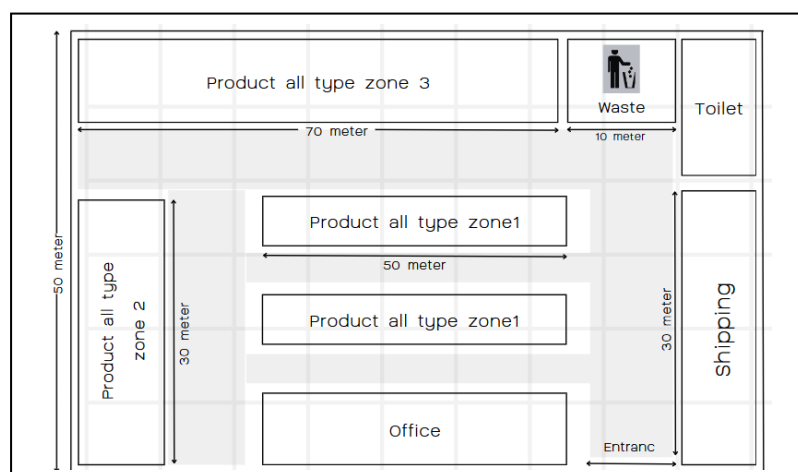 Product all type zone 3
Waste
Toilet
70 meter
10 meter
50 meter
Product all type
zone 2
30 meter
Product all type zone1
50 meter
Product all type zone1
30 meter
Shipping
Office
Entranc